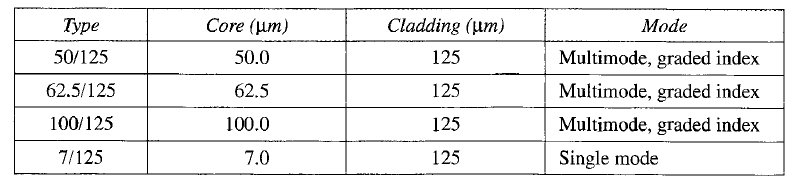 Type Core (μm) Cladding (μm) Mode
50/125 50.0 125 Multimode, graded index
62.5/125 62.5 125 Multimode, graded index
100/125 100.0 125 Multimode, graded index
7/125 7.0 125 Single mode